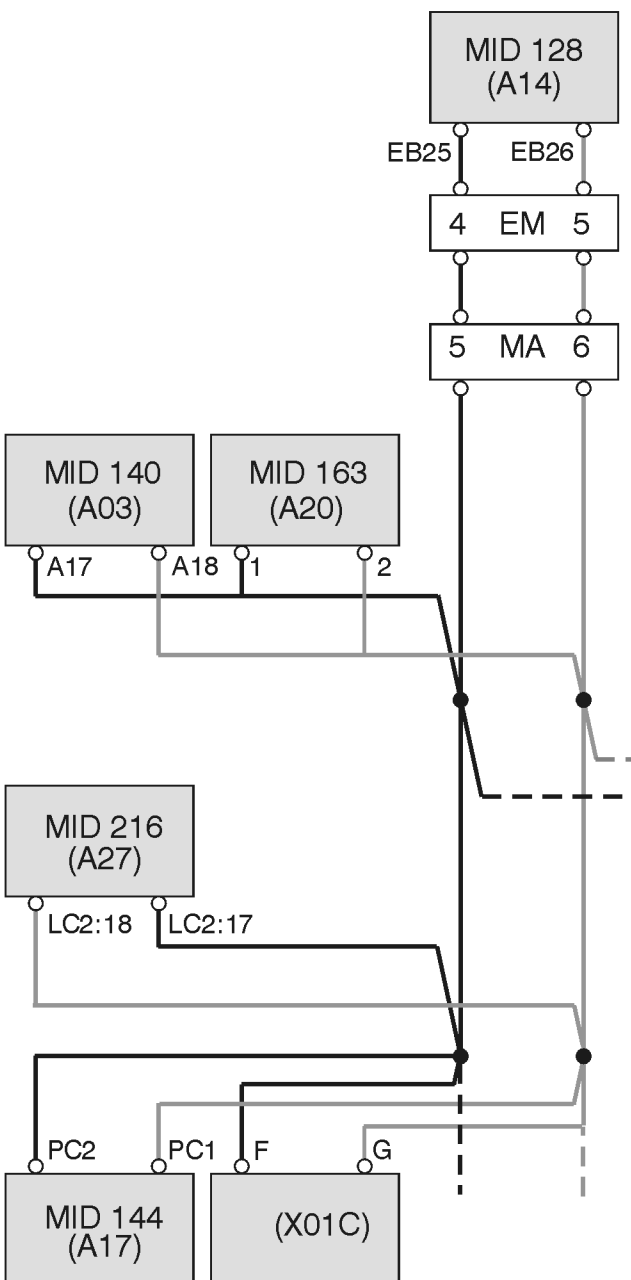 MID 128
(A14)
EB25 EB26
4 EM 5
5 MA 6
MID 140
(A03)
MID 163
(A20)
A17 A18 1 2
MID 216
(A27)
LC2:18 LC2:17
PC2 PC1 F G
MID 144
(A17)
(X01C)